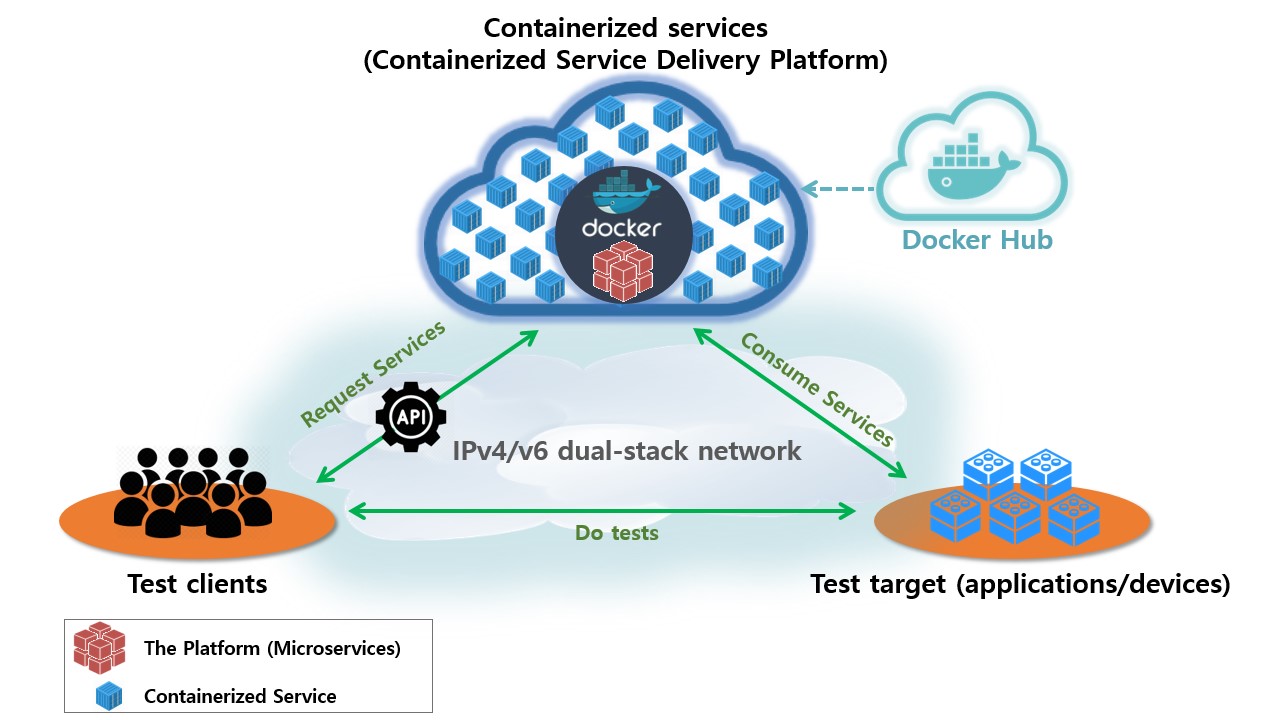 Containerized services
(Containerized Service Delivery Platform)
docker
Docker Hub
Request Services
API
Consume Services
IPv4/v6 dual-stack network
Do tests
Test clients
Test target (applications/devices)
The Platform (Microservices)
Containerized Service